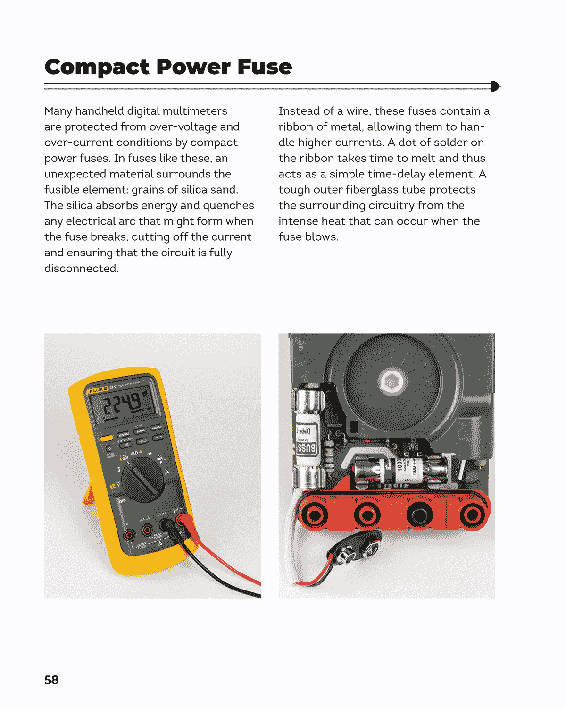 Compact Power Fuse
Many handheld digital multimeters
are protected from over-voltage and
over-current conditions by compact
power fuses. In fuses like these, an
unexpected material surrounds the
fusible element: grains of silica sand.
The silica absorbs energy and quenches
any electrical arc that might form when
the fuse breaks, cutting off the current
and ensuring that the circuit is fully
disconnected.
Instead of a wire, these fuses contain a
ribbon of metal, allowing them to han-
dle higher currents. A dot of solder on
the ribbon takes time to melt and thus
acts as a simple time-delay element. A
tough outer fiberglass tube protects
the surrounding circuitry from the
intense heat that can occur when the
fuse blows.
FLUKE
224.9
BUSS
58